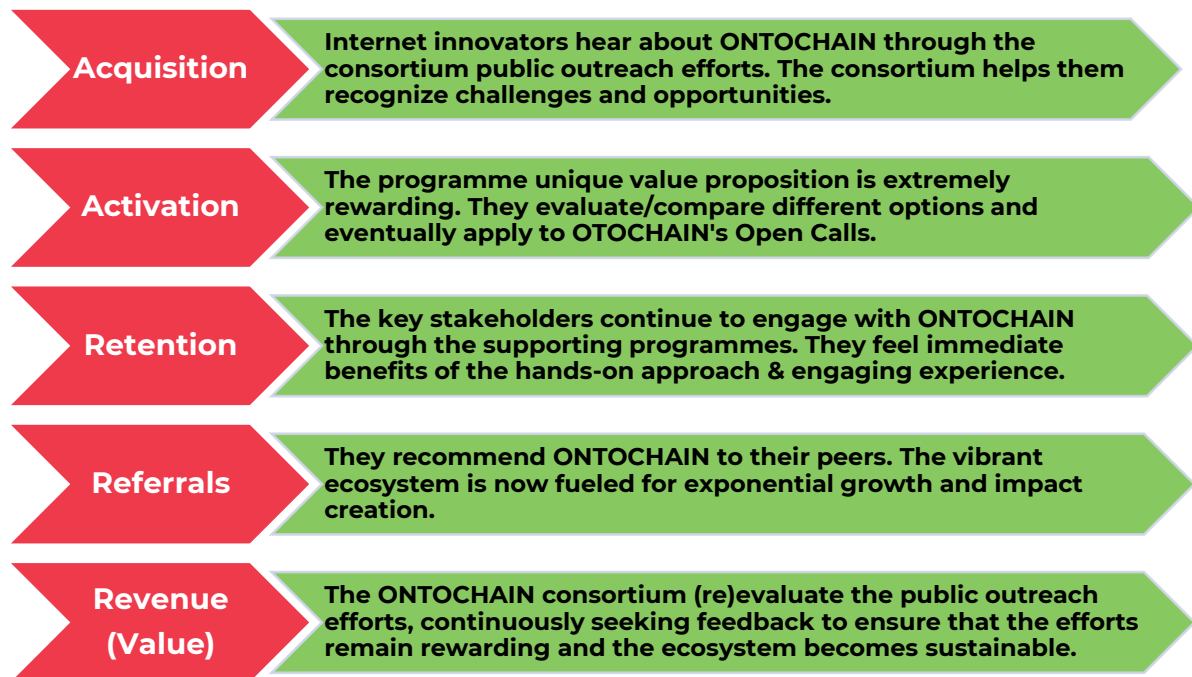 Acquisition
Internet innovators hear about ONTOCHAIN through the
consortium public outreach efforts. The consortium helps them
recognize challenges and opportunities.
Activation
The programme unique value proposition is extremely
rewarding. They evaluate/compare different options and
eventually apply to OTOCHAIN's Open Calls.
Retention
The key stakeholders continue to engage with ONTOCHAIN
through the supporting programmes. They feel immediate
benefits of the hands-on approach & engaging experience.
Referrals
They recommend ONTOCHAIN to their peers. The vibrant
ecosystem is now fueled for exponential growth and impact
creation.
Revenue
(Value)
The ONTOCHAIN consortium (re)evaluate the public outreach
efforts, continuously seeking feedback to ensure that the efforts
remain rewarding and the ecosystem becomes sustainable.